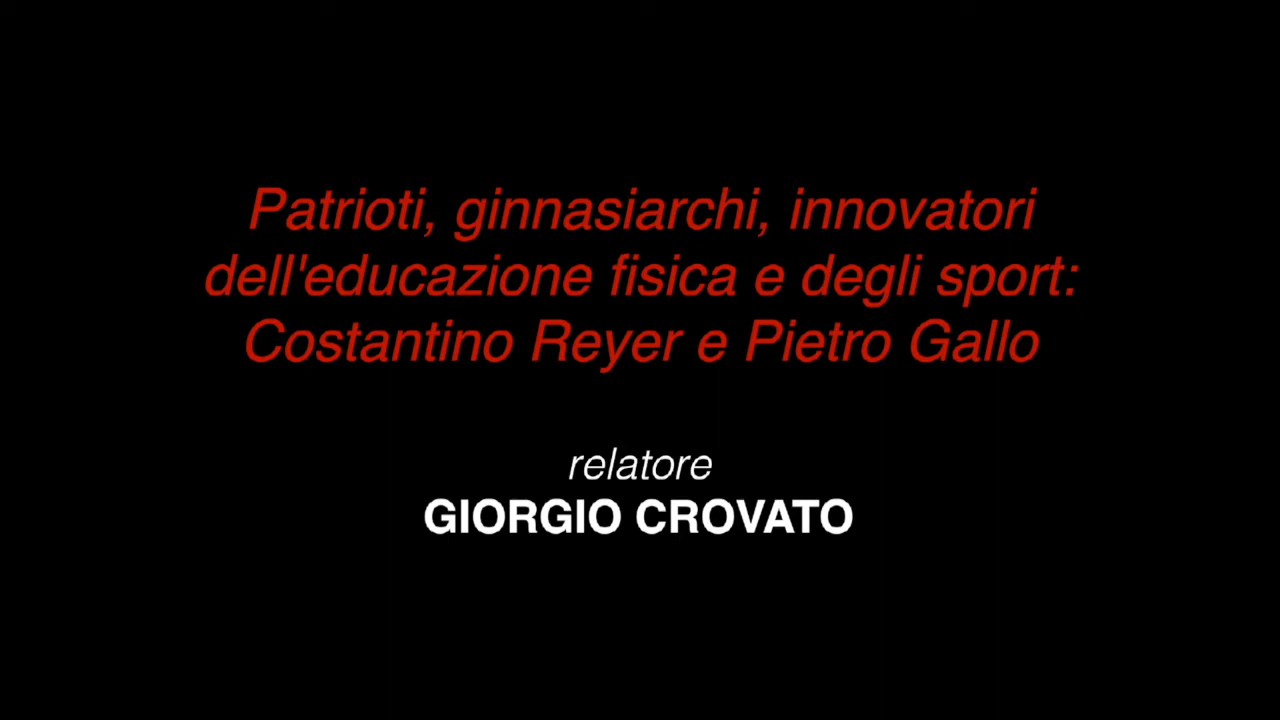 Patrioti, ginnasiarchi, innovatori
dell'educazione fisica e degli sport:
Costantino Reyer e Pietro Gallo
relatore
GIORGIO CROVATO